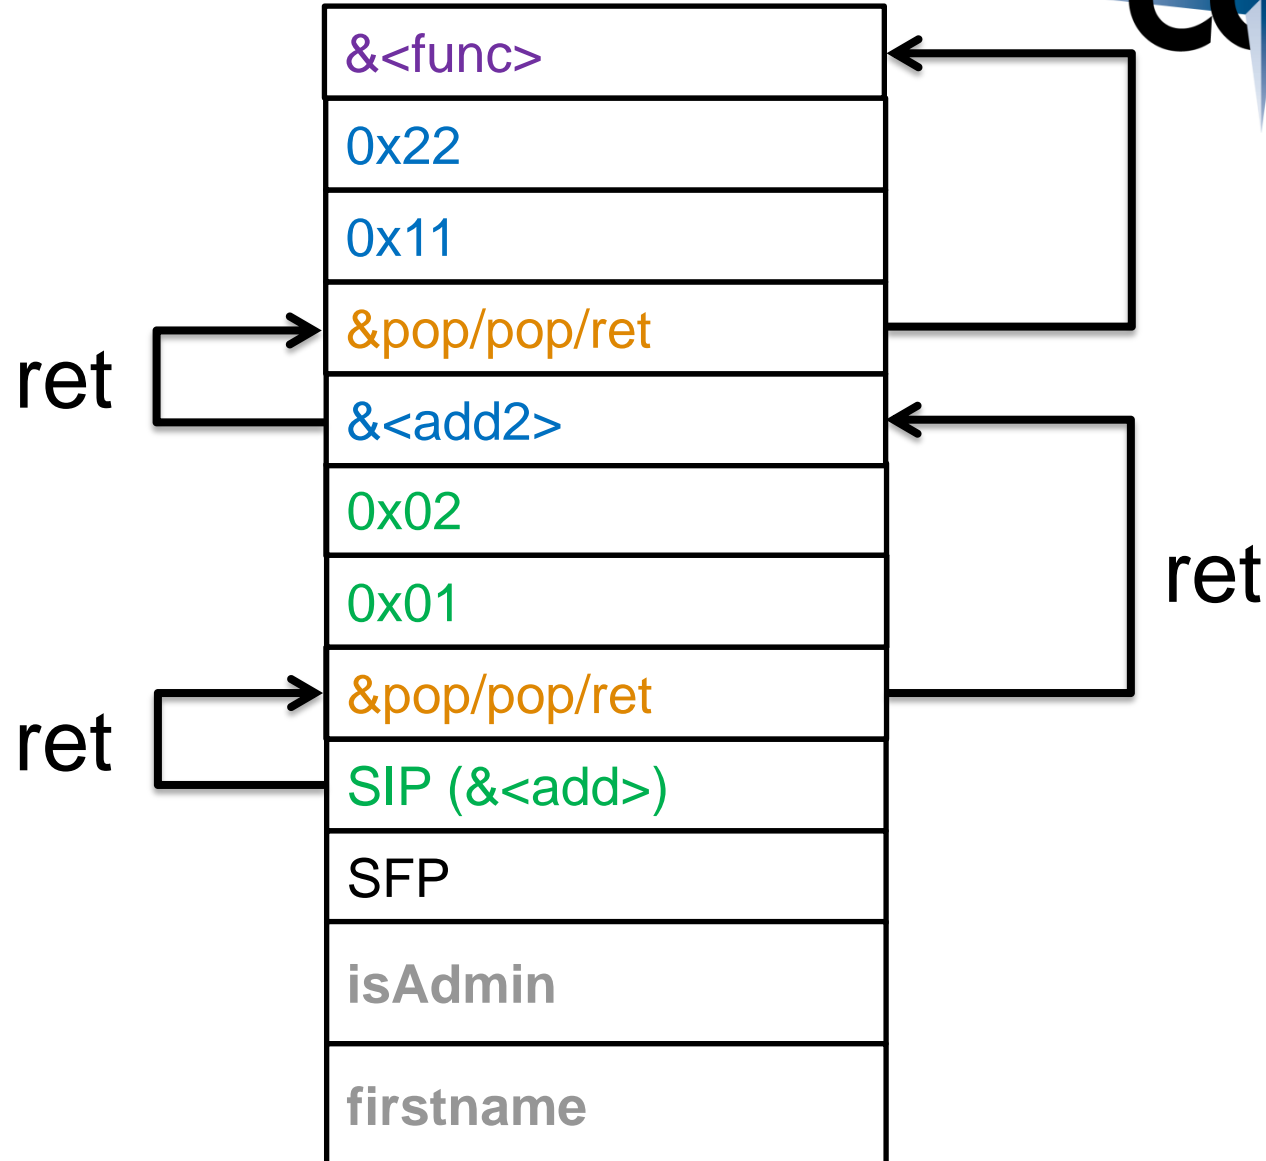 &<func>
0x22
0x11
&pop/pop/ret
ret
&<add2>
0x02
ret
0x01
&pop/pop/ret
ret
SIP (&<add>)
SFP
isAdmin
firstname